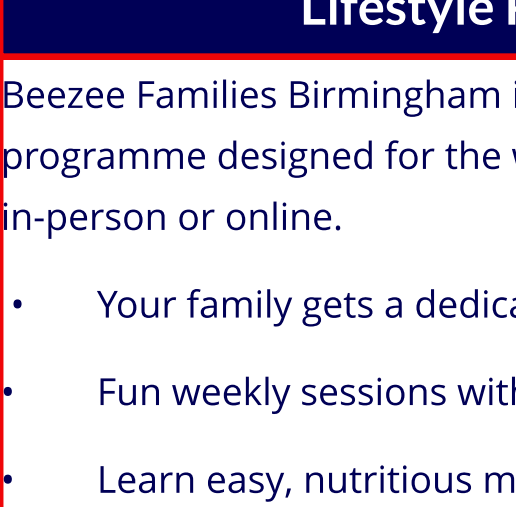 Lifestyle
Beezee Families Birmingham
programme designed for the
in-person or online.
• Your family gets a
• Fun weekly sessions with
• Learn easy, nutritious